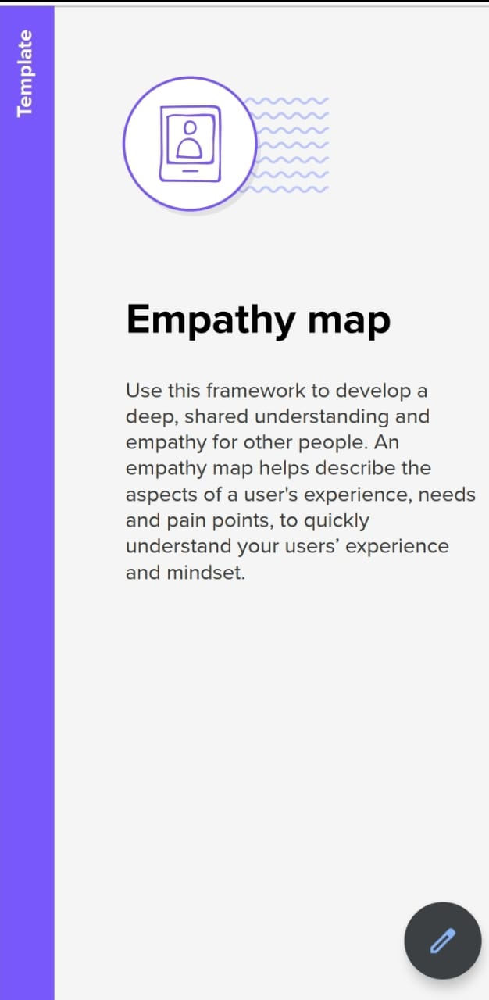 Template
Empathy map
Use this framework to develop a
deep, shared understanding and
empathy for other people. An
empathy map helps describe the
aspects of a user's experience, needs
and pain points, to quickly
understand your users’ experience
and mindset.